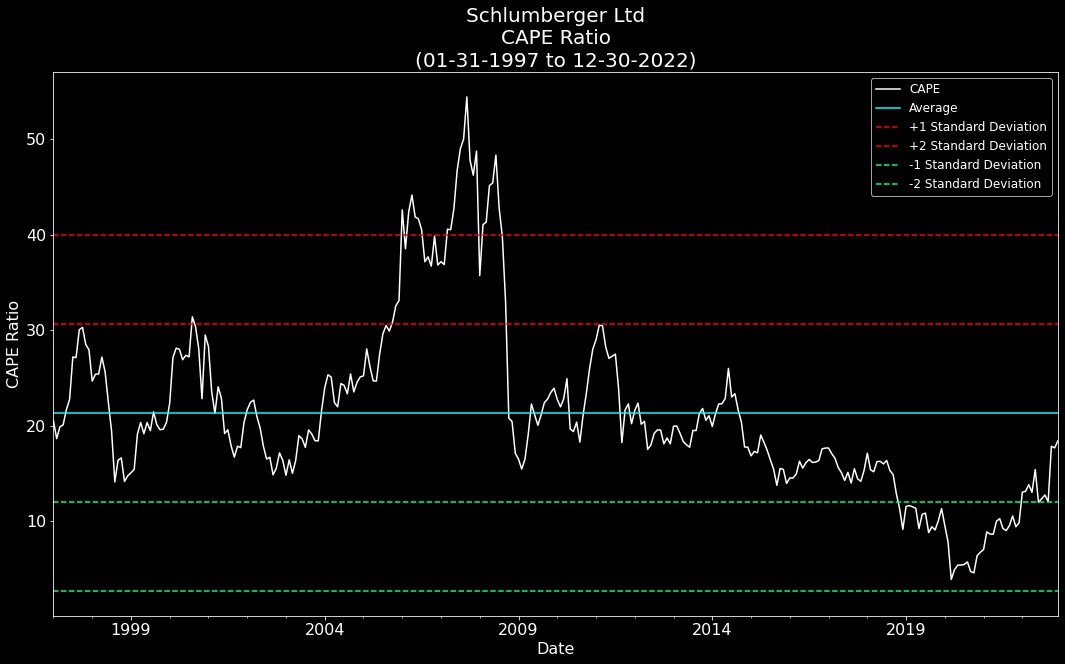 Schlumberger Ltd
CAPE Ratio
(01-31-1997 to 12-30-2022)
CAPE
Average
+1 Standard Deviation
+2 Standard Deviation
-1 Standard Deviation
-2 Standard Deviation
CAPE Ratio
50
40
30
20
10
1999
2004
2009
2014
2019
Date